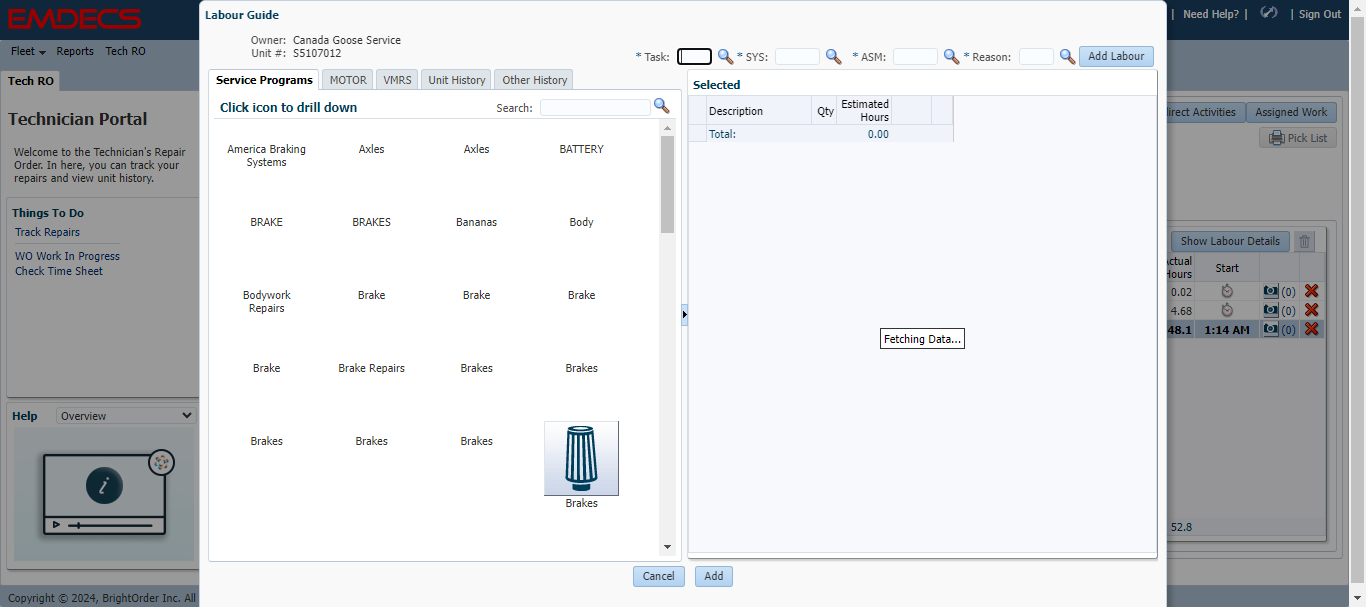 EMDECS
| Need Help? | | Sign Out
Fleet Reports Tech RO
Tech RO
Technician Portal
Welcome to the Technician's Repair
Order. In here, you can track your
repairs and view unit history.
Things To Do
Track Repairs
WO Work In Progress
Check Time Sheet
Help Overview
i
Copyright © 2024, BrightOrder Inc. All
Labour Guide
Owner: Canada Goose Service
Unit #: S5107012
* Task: * SYS: * ASM: * Reason: Add Labour
Service Programs MOTOR VMRS Unit History Other History
Click icon to drill down Search:
America Braking
Systems
Axles
Axles
BATTERY
BRAKE
BRAKES
Bananas
Body
Bodywork
Repairs
Brake
Brake
Brake
Brake
Brake Repairs
Brakes
Brakes
Brakes
Brakes
Brakes
Brakes
Selected
Description Qty Estimated
Hours
Total: 0.00
Fetching Data...
Cancel Add
direct Activities Assigned Work
Pick List
Show Labour Details
Actual
Hours
Start
0.02 (0)
4.68 (0)
48.1 1:14 AM (0)
52.8